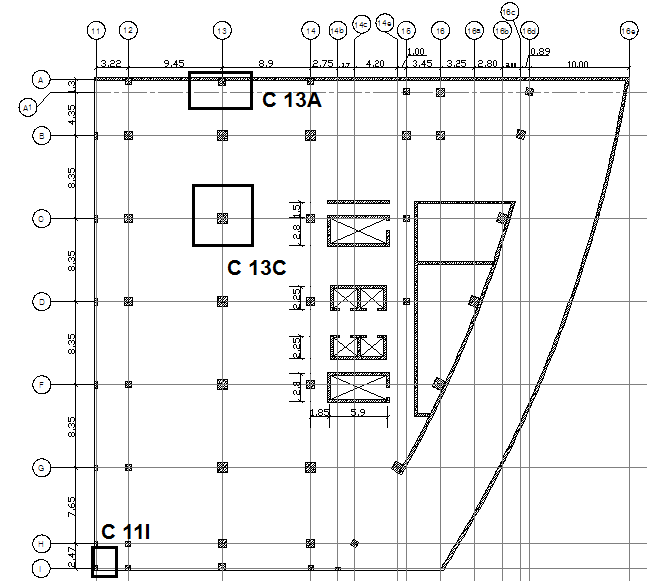 16c
11 12 13 14 14b 14c 14e 15 16 16a 16b 16d 16e
1.00 0.89
3.22 9.45 8.9 2.75 4.20 3.45 3.25 2.80 10.00
A
1.3
A1
C 13A
4.35
B
8.35
1.5
C
2.8
C 13C
8.35
D
2.25
8.35
2.25
F
2.8
1.85 5.9
8.35
G
7.65
C 11I
H
2.47
I